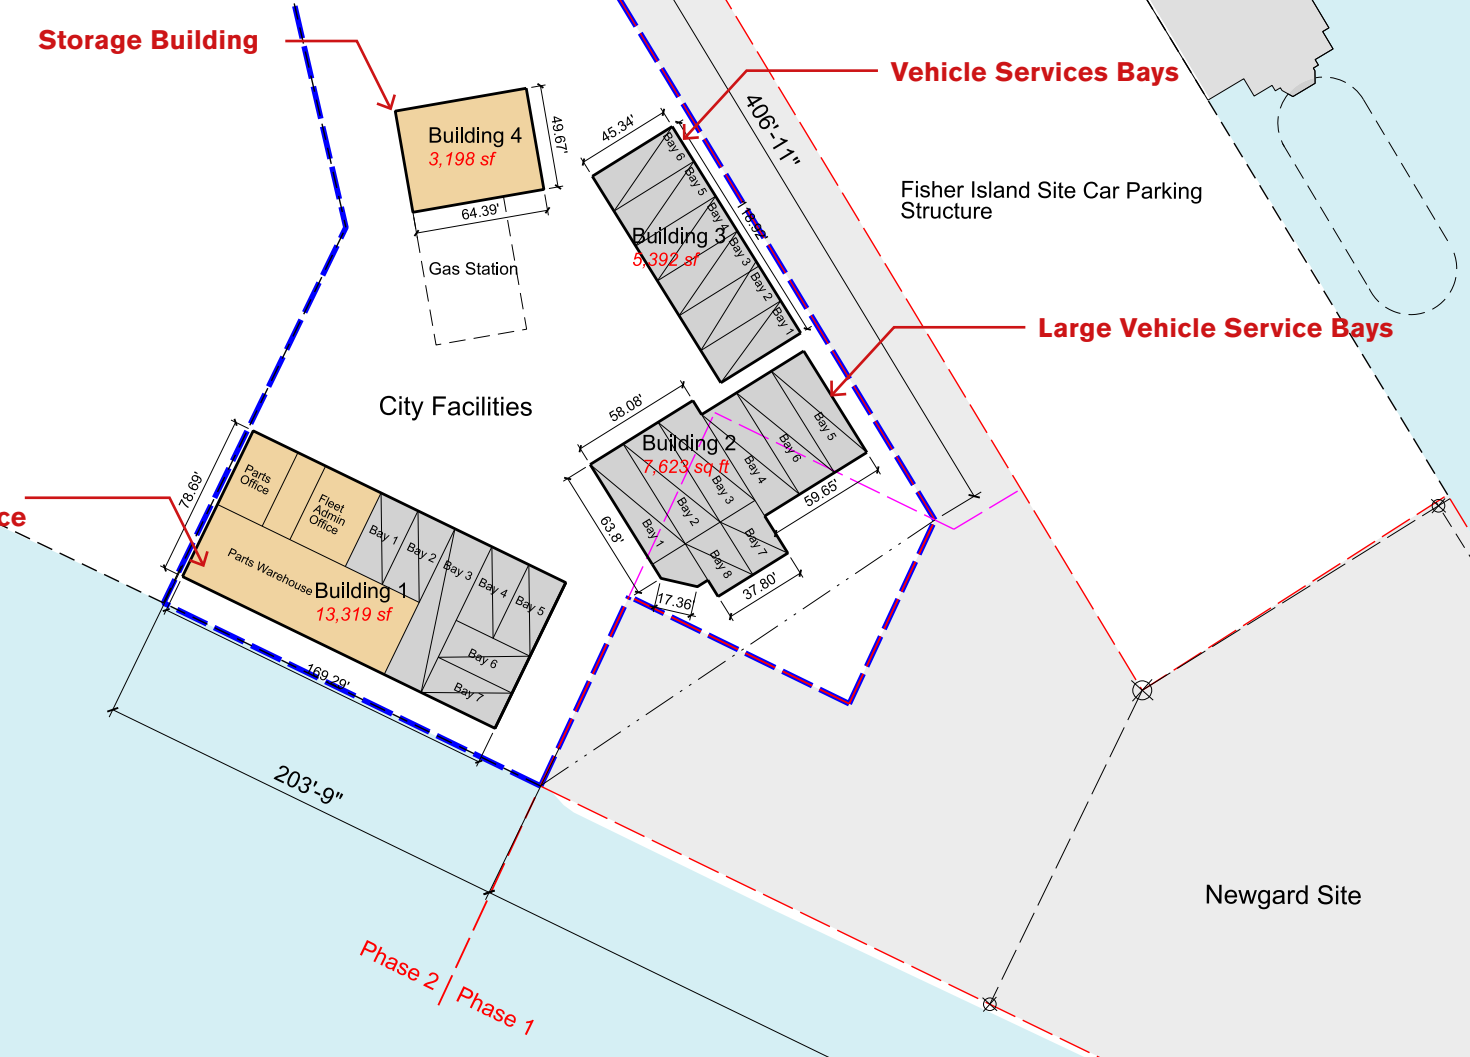 Storage Building
Vehicle Services Bays
406'-11"
49.67'
45.34'
Building 4
3,198 sf
64.39'
Gas Station
Bay 6
Bay 5
Bay 4
Bay 3
Bay 2
Bay 1
118.92'
Building 3
5,392 sf
Fisher Island Site Car Parking
Structure
Large Vehicle Service Bays
City Facilities
58.08'
Building 2
7,623 sq ft
Bay 5
Bay 6
Bay 4
Bay 3
Bay 2
Bay 1
Bay 7
Bay 8
59.65'
63.8'
37.80'
17.36'
78.69'
ce
Parts
Office
Fleet
Admin
Office
Parts Warehouse
Bay 1
Bay 2
Bay 3
Bay 4
Bay 5
Bay 6
Bay 7
Building 1
13,319 sf
169.29'
203'-9"
Newgard Site
Phase 2
Phase 1